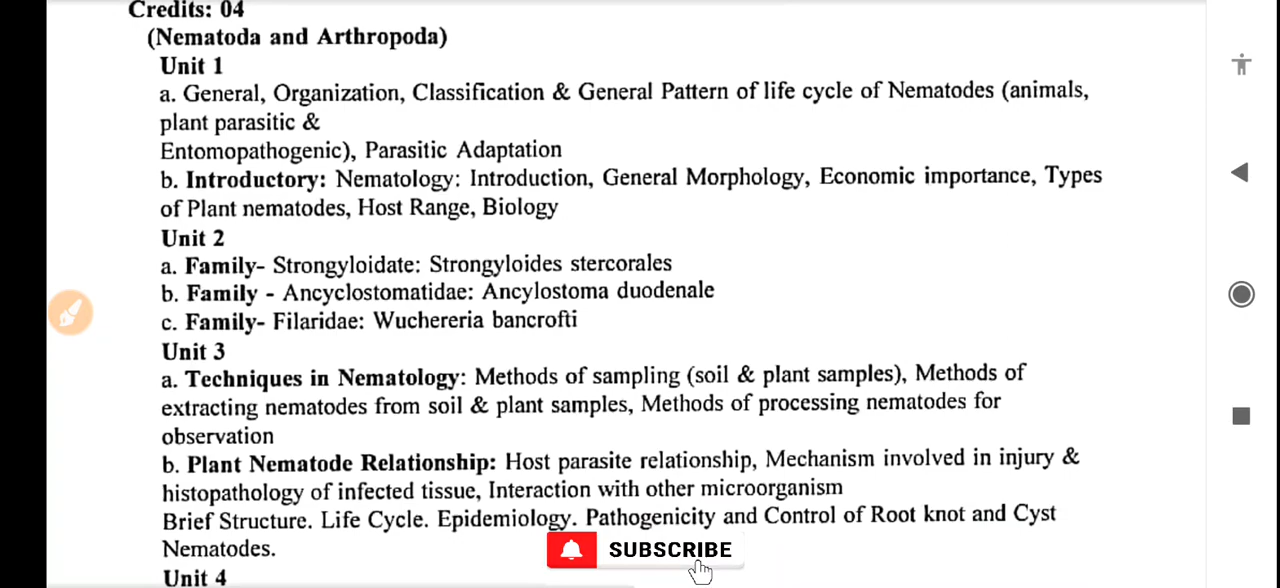 Credits: 04
(Nematoda and Arthropoda)
Unit 1
a. General, Organization, Classification & General Pattern of life cycle of Nematodes (animals,
plant parasitic &
Entomopathogenic), Parasitic Adaptation
b. Introductory: Nematology: Introduction, General Morphology, Economic importance, Types
of Plant nematodes, Host Range, Biology
Unit 2
a. Family- Strongyloidate: Strongyloides stercorales
b. Family - Ancyclostomatidae: Ancylostoma duodenale
c. Family- Filaridae: Wuchereria bancrofti
Unit 3
a. Techniques in Nematology: Methods of sampling (soil & plant samples), Methods of
extracting nematodes from soil & plant samples, Methods of processing nematodes for
observation
b. Plant Nematode Relationship: Host parasite relationship, Mechanism involved in injury &
histopathology of infected tissue, Interaction with other microorganism
Brief Structure. Life Cycle. Epidemiology. Pathogenicity and Control of Root knot and Cyst
Nematodes.
SUBSCRIBE
Unit 4